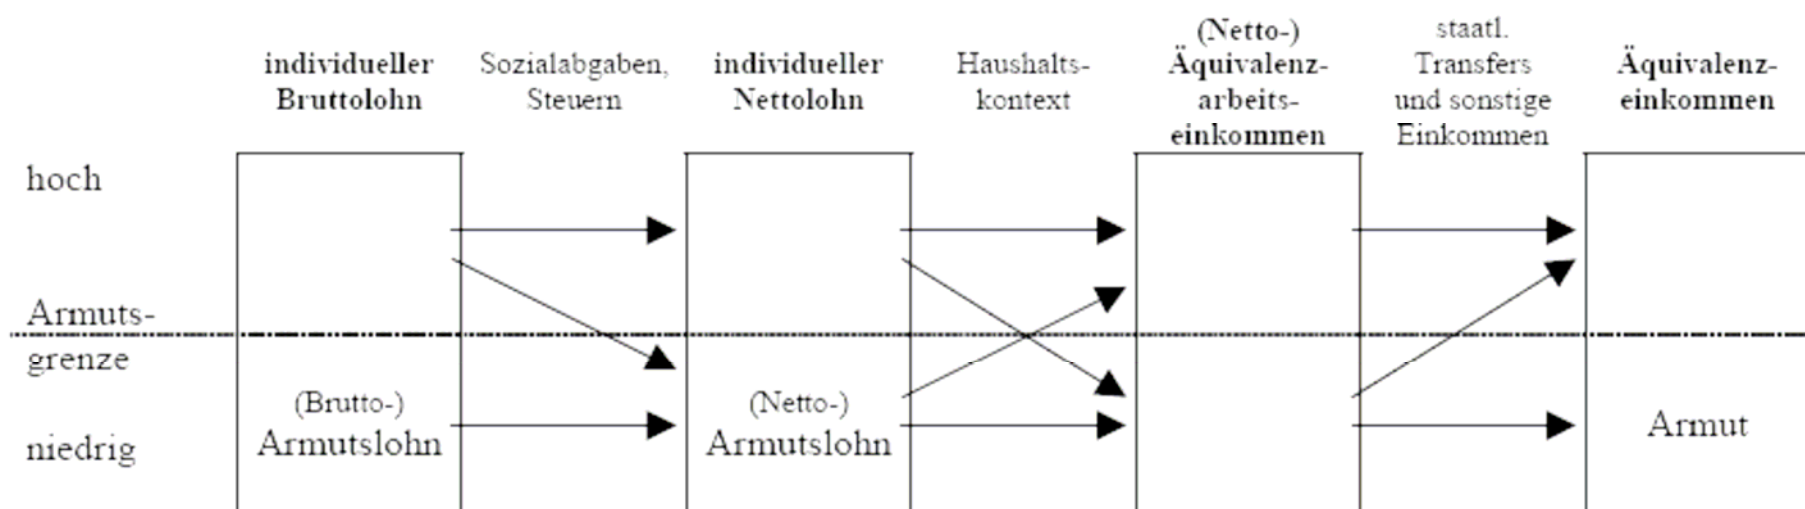 individueller
Bruttolohn
Sozialabgaben,
Steuern
individueller
Nettolohn
Haushalts-
kontext
(Netto-)
Äquivalenz-
arbeits-
einkommen
staatl.
Transfers
und sonstige
Einkommen
Äquivalenz-
einkommen
hoch
Armuts-
grenze
niedrig
(Brutto-)
Armutslohn
(Netto-)
Armutslohn
Armut